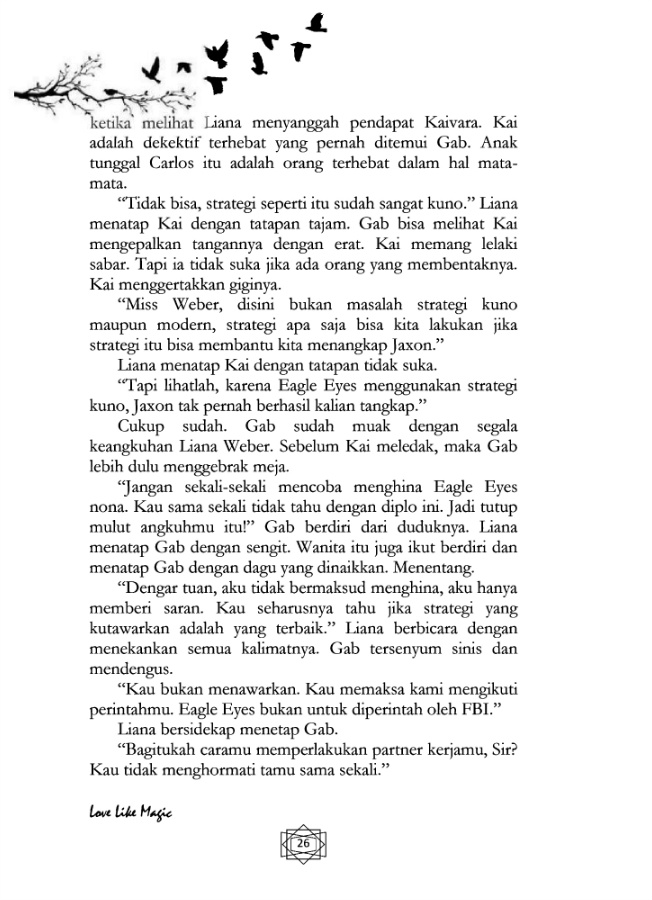 ketika melihat Liana menyanggah pendapat Kaivara. Kai
adalah dekektif terhebat yang pernah ditemui Gab. Anak
tunggal Carlos itu adalah orang terhebat dalam hal mata-
mata.
“Tidak bisa, strategi seperti itu sudah sangat kuno.” Liana
menatap Kai dengan tatapan tajam. Gab bisa melihat Kai
mengepalkan tangannya dengan erat. Kai memang lelaki
sabar. Tapi ia tidak suka jika ada orang yang membentaknya.
Kai menggertakkan giginya.
“Miss Weber, disini bukan masalah strategi kuno
maupun modern, strategi apa saja bisa kita lakukan jika
strategi itu bisa membantu kita menangkap Jaxon.”
Liana menatap Kai dengan tatapan tidak suka.
“Tapi lihatlah, karena Eagle Eyes menggunakan strategi
kuno, Jaxon tak pernah berhasil kalian tangkap.”
Cukup sudah. Gab sudah muak dengan segala
keangkuhan Liana Weber. Sebelum Kai meledak, maka Gab
lebih dulu menggebrak meja.
“Jangan sekali-sekali mencoba menghina Eagle Eyes
nona. Kau sama sekali tidak tahu dengan diplo ini. Jadi tutup
mulut angkuhmu itu!” Gab berdiri dari duduknya. Liana
menatap Gab dengan sengit. Wanita itu juga ikut berdiri dan
menatap Gab dengan dagu yang dinaikkan. Menentang.
“Dengar tuan, aku tidak bermaksud menghina, aku hanya
memberi saran. Kau seharusnya tahu jika strategi yang
kutawarkan adalah yang terbaik.” Liana berbicara dengan
menekankan semua kalimatnya. Gab tersenyum sinis dan
mendengus.
“Kau bukan menawarkan. Kau memaksa kami mengikuti
perintahmu. Eagle Eyes bukan untuk diperintah oleh FBI.”
Liana bersidekap menetap Gab.
“Bagitukah caramu memperlakukan partner kerjamu, Sir?
Kau tidak menghormati tamu sama sekali.”
Love Like Magic
26